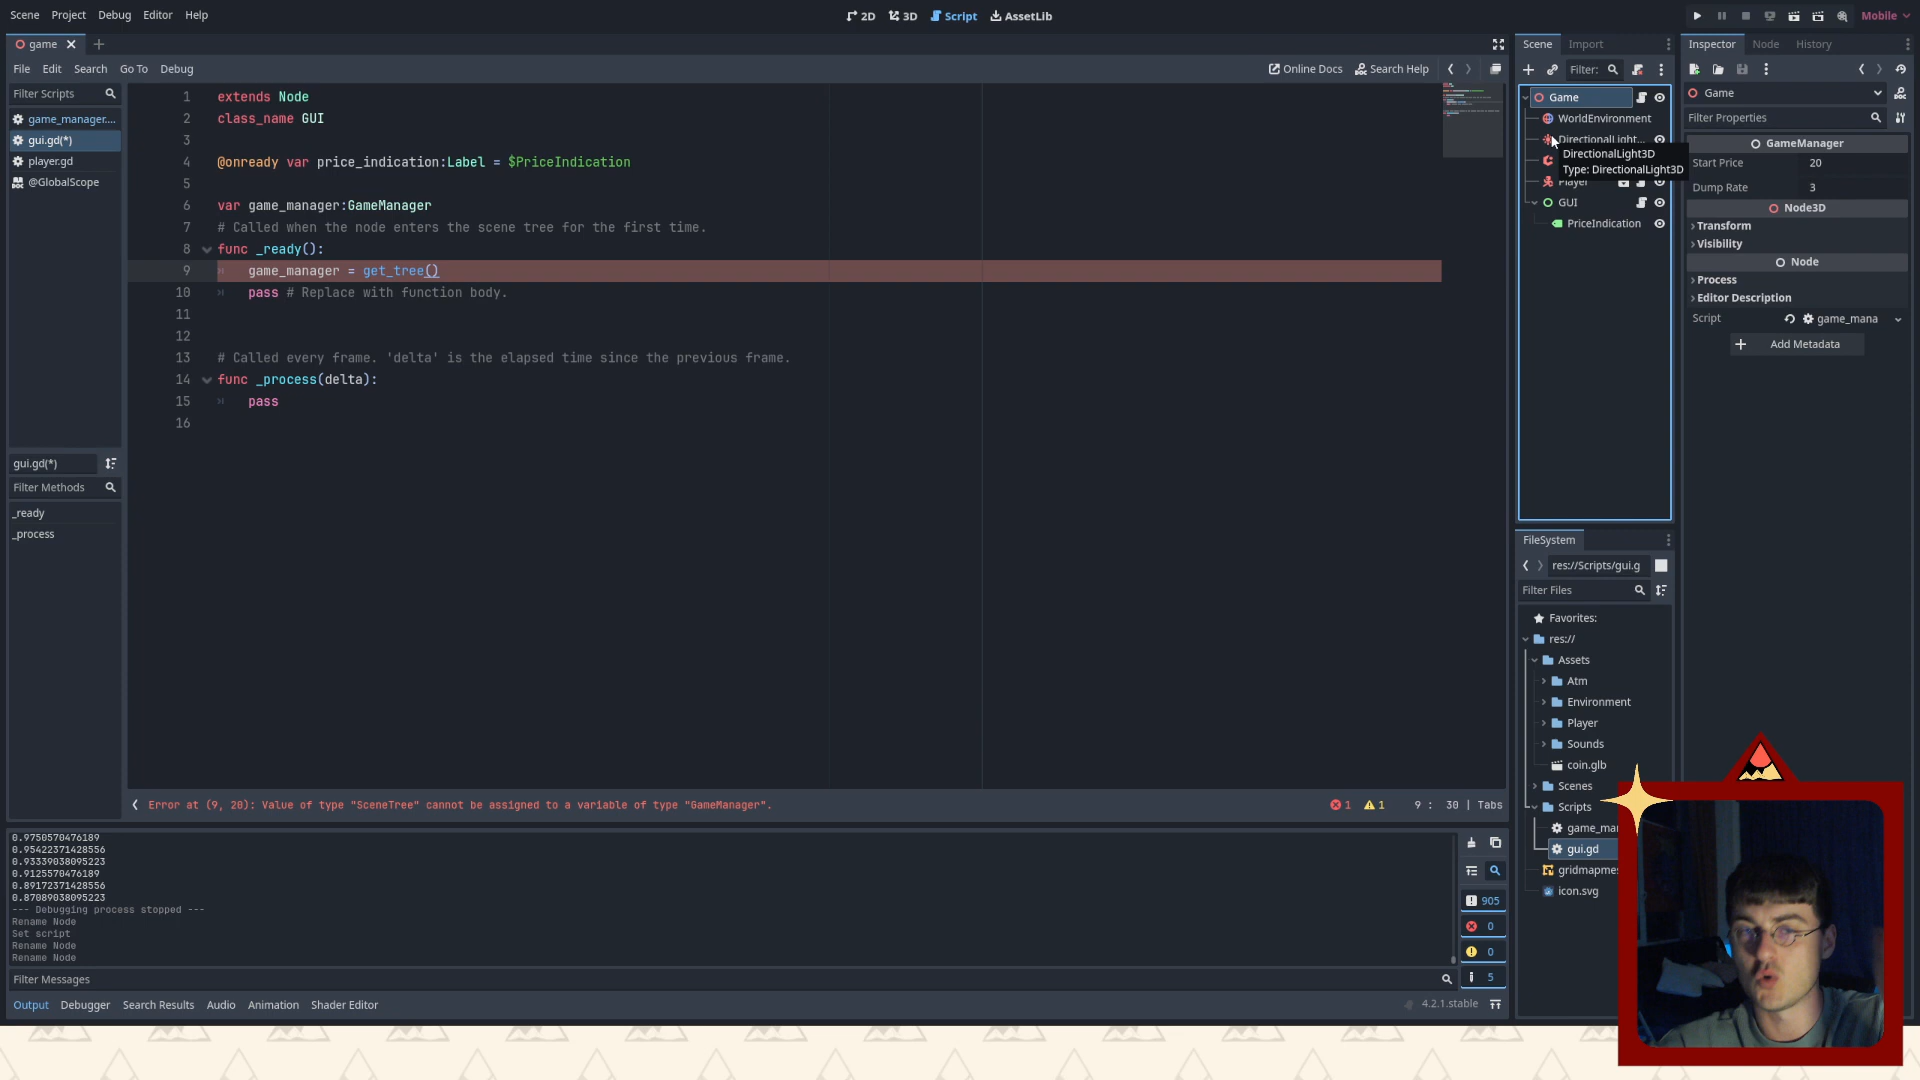 Scene Project Debug Editor Help
2D 3D Script AssetLib
Mobile
game
File Edit Search Go To Debug
Online Docs Search Help
Filter Scripts
game_manager....
gui.gd(*)
player.gd
@GlobalScope
gui.gd(*)
Filter Methods
_ready
_process
1 extends Node
2 class_name GUI
3
4 @onready var price_indication:Label = $PriceIndication
5
6 var game_manager:GameManager
7 # Called when the node enters the scene tree for the first time.
8 func _ready():
9 game_manager = get_tree()
10 pass # Replace with function body.
11
12
13 # Called every frame. 'delta' is the elapsed time since the previous frame.
14 func _process(delta):
15 pass
16
Error at (9, 20): Value of type "SceneTree" cannot be assigned to a variable of type "GameManager".
1 1 9 : 30 | Tabs
0.9750570476189
0.95422371428556
0.93339038095223
0.9125570476189
0.89172371428556
0.87089038095223
--- Debugging process stopped ---
Rename Node
Set script
Rename Node
Rename Node
905
0
0
5
Filter Messages
Output Debugger Search Results Audio Animation Shader Editor
4.2.1.stable
Scene Import
Filter:
Game
WorldEnvironment
DirectionalLight...
DirectionalLight3D
Type: DirectionalLight3D
Player
GUI
PriceIndication
FileSystem
res://Scripts/gui.g
Filter Files
Favorites:
res://
Assets
Atm
Environment
Player
Sounds
coin.glb
Scenes
Scripts
game_mar
gui.gd
gridmapmes
icon.svg
Inspector Node History
Game
Filter Properties
GameManager
Start Price 20
Dump Rate 3
Node3D
Transform
Visibility
Node
Process
Editor Description
Script game_mana
Add Metadata